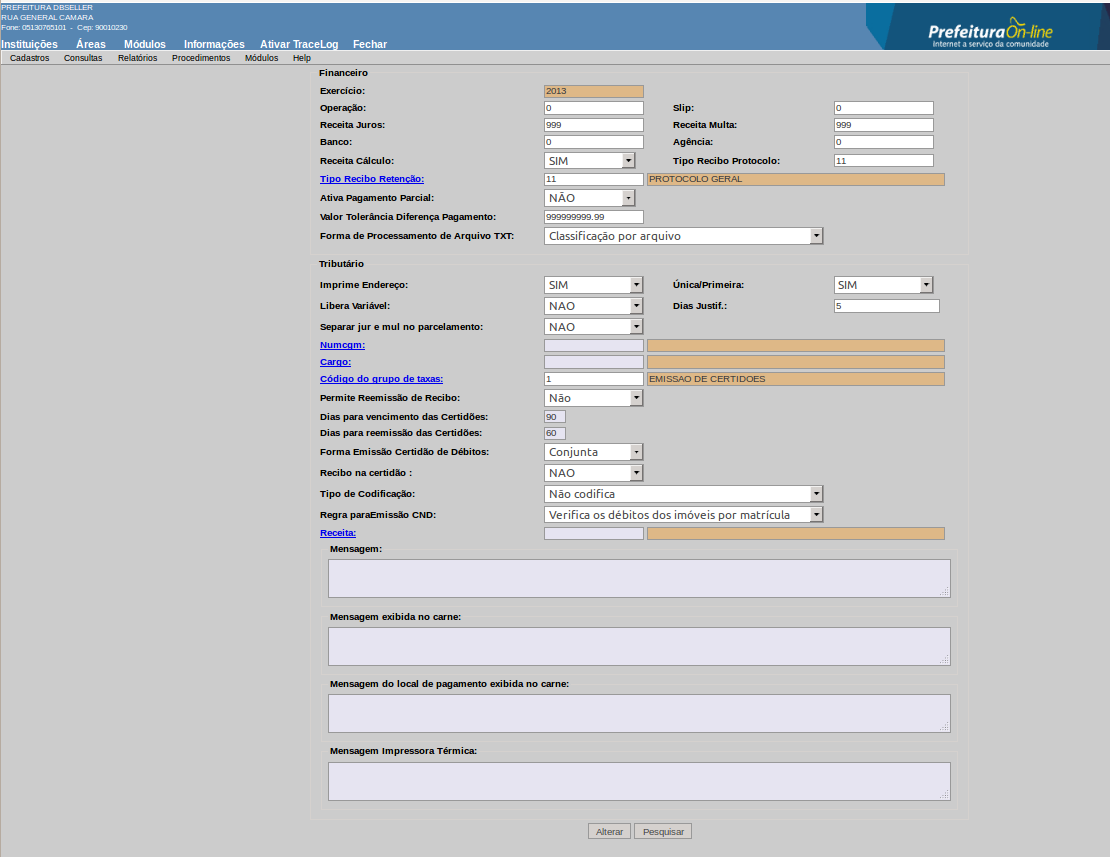 PREFEITURA DBSELLER
RUA GENERAL CAMARA
Fone: 05130765101 - Cep: 90010230
PrefeituraOn-line
Internet a serviço da comunidade
Instituições Áreas Módulos Informações Ativar TraceLog Fechar
Cadastros Consultas Relatórios Procedimentos Módulos Help
Financeiro
Exercício: 2013
Operação: 0 Slip: 0
Receita Juros: 999 Receita Multa: 999
Banco: 0 Agência: 0
Receita Cálculo: SIM Tipo Recibo Protocolo: 11
Tipo Recibo Retenção: 11 PROTOCOLO GERAL
Ativa Pagamento Parcial: NÃO
Valor Tolerância Diferença Pagamento: 999999999.99
Forma de Processamento de Arquivo TXT: Classificação por arquivo
Tributário
Imprime Endereço: SIM Única/Primeira: SIM
Libera Variável: NAO Dias Justif.: 5
Separar jur e mul no parcelamento: NAO
Numcgm:
Cargo:
Código do grupo de taxas: 1 EMISSAO DE CERTIDOES
Permite Reemissão de Recibo: Não
Dias para vencimento das Certidões: 90
Dias para reemissão das Certidões: 60
Forma Emissão Certidão de Débitos: Conjunta
Recibo na certidão : NAO
Tipo de Codificação: Não codifica
Regra paraEmissão CND: Verifica os débitos dos imóveis por matrícula
Receita:
Mensagem:
Mensagem exibida no carne:
Mensagem do local de pagamento exibida no carne:
Mensagem Impressora Térmica:
Alterar Pesquisar